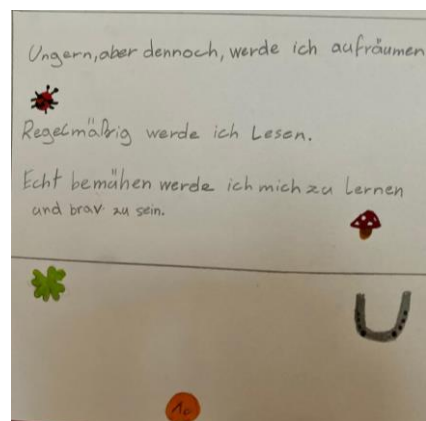 Ungern, aber dennoch, werde ich aufräumen
Regelmäßig werde ich Lesen.
Echt bemühen werde ich mich zu Lernen
und brav zu sein.
1c